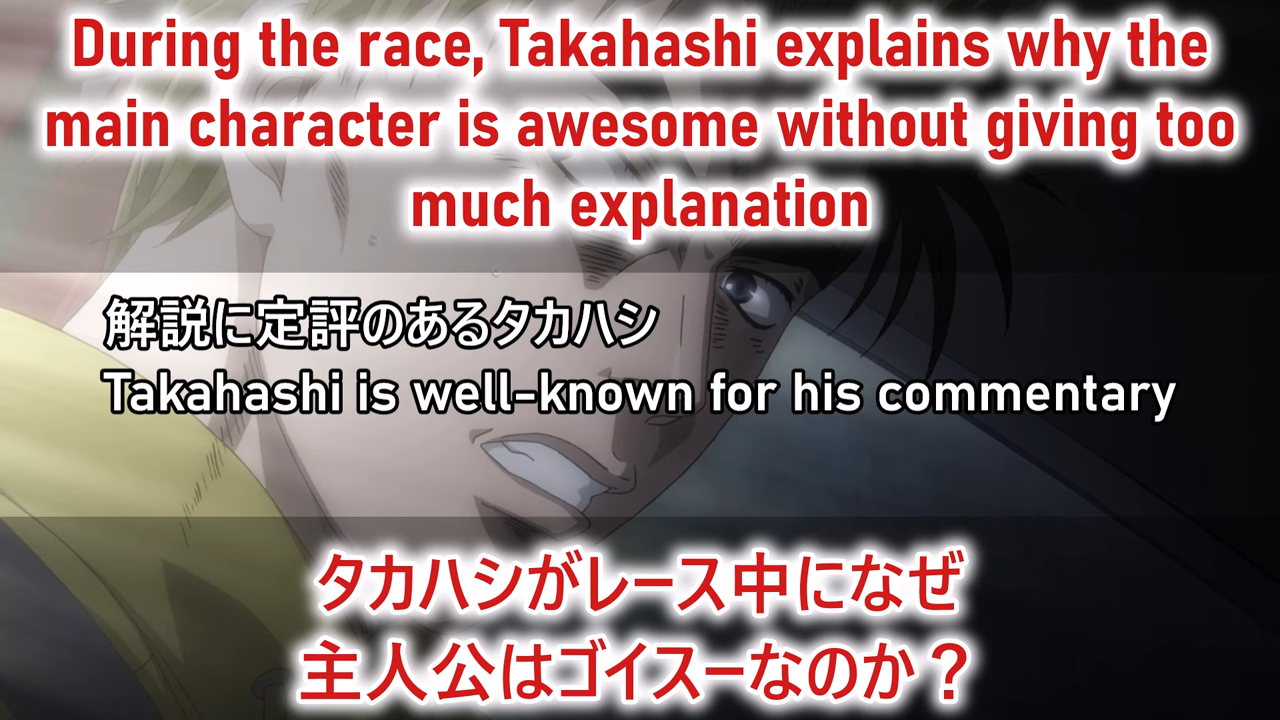 During the race, Takahashi explains why the
main character is awesome without giving too
much explanation
解説に定評のあるタカハシ
Takahashi is well-known for his commentary
タカハシがレース中になぜ
主人公はゴイスーなのか？